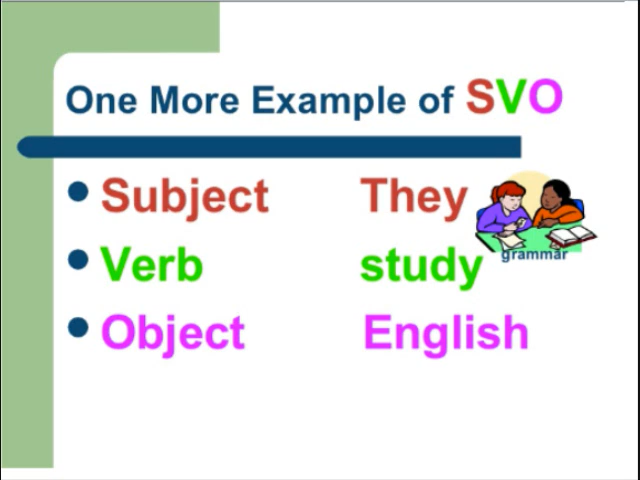 One More Example of SVO
Subject They
grammar
Verb study
Object English